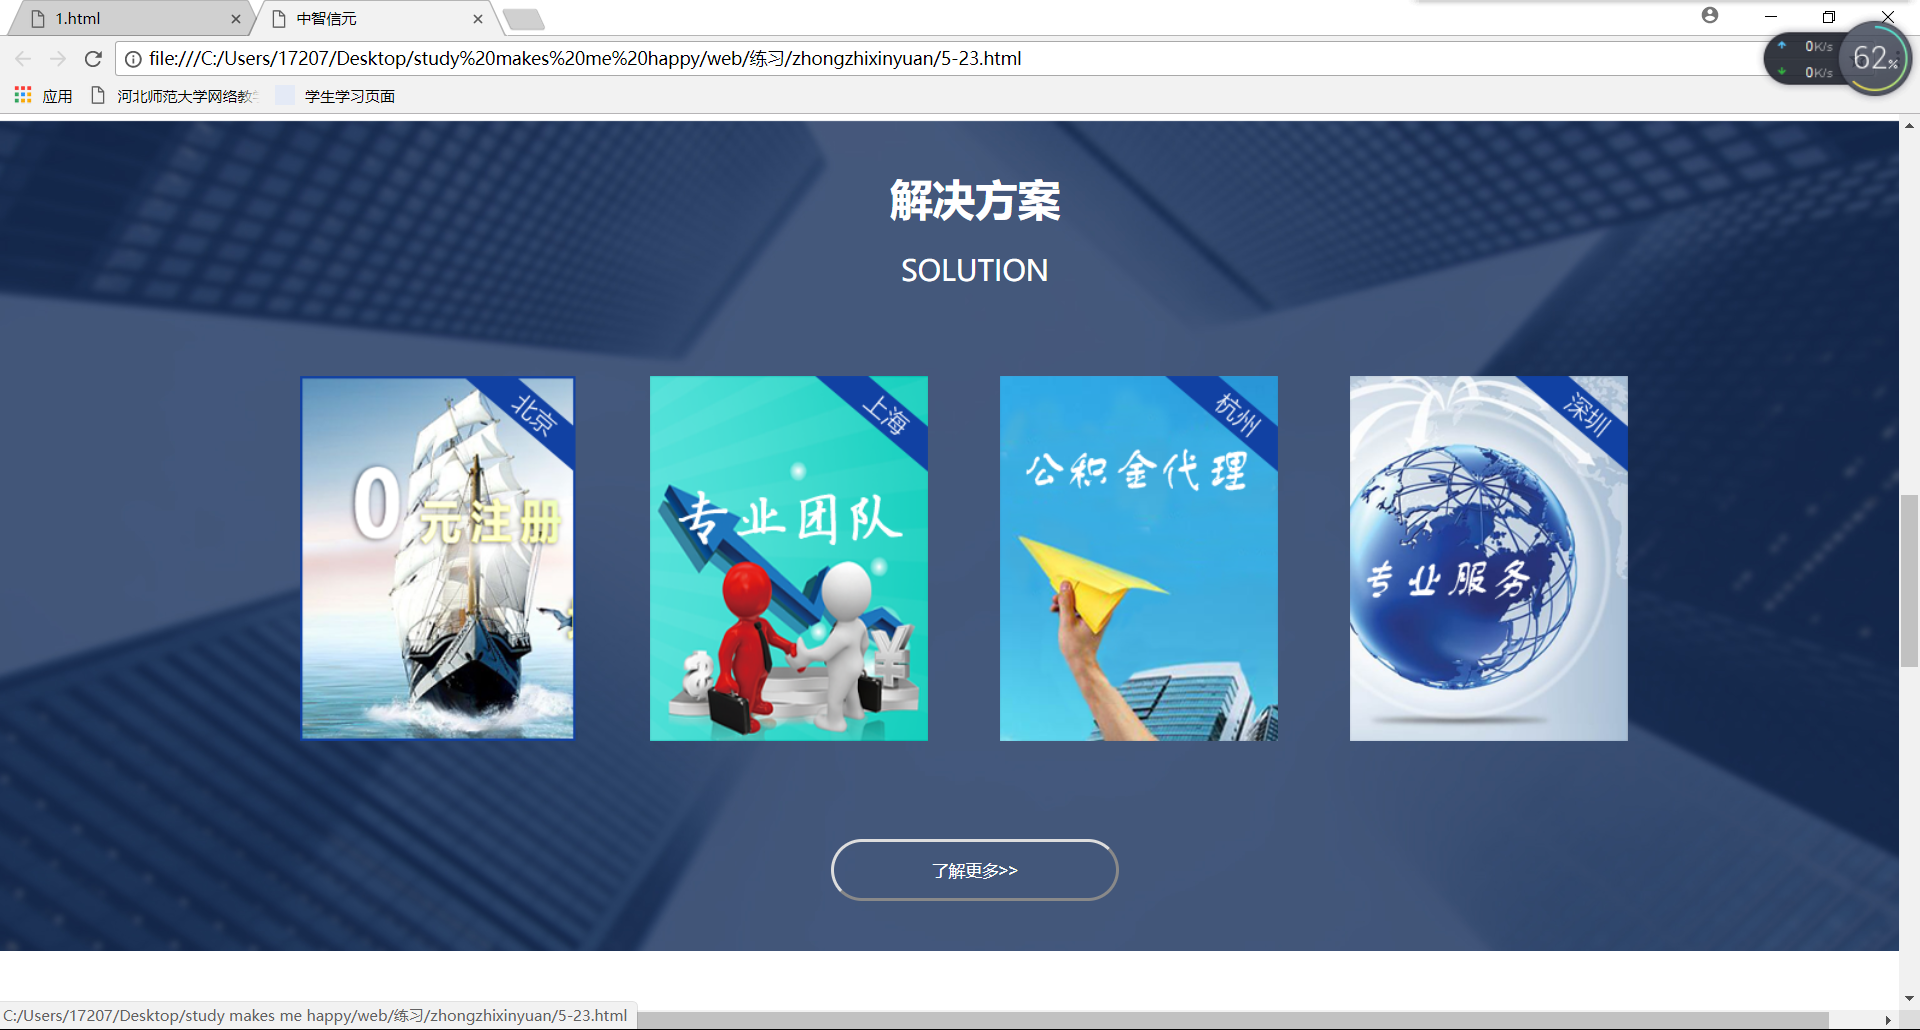 1.html
中智信元
file:///C:/Users/17207/Desktop/study%20makes%20me%20happy/web/练习/zhongzhixinyuan/5-23.html
0K/s
62%
0K/s
应用
河北师范大学网络教
学生学习页面
解决方案
SOLUTION
北京
0元注册
上海
专业团队
杭州
公积金代理
深圳
专业服务
了解更多>>
C:/Users/17207/Desktop/study makes me happy/web/练习/zhongzhixinyuan/5-23.html